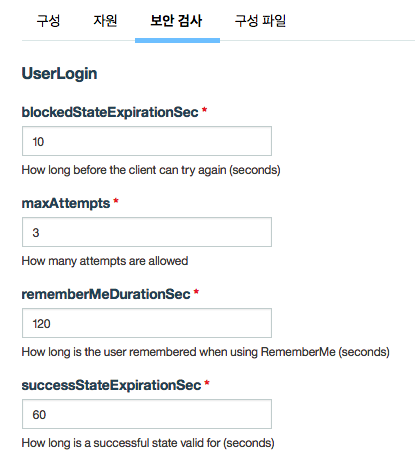 구성 자원 보안 검사 구성 파일
UserLogin
blockedStateExpirationSec *
10
How long before the client can try again (seconds)
maxAttempts *
3
How many attempts are allowed
rememberMeDurationSec *
120
How long is the user remembered when using RememberMe (seconds)
successStateExpirationSec *
60
How long is a successful state valid for (seconds)